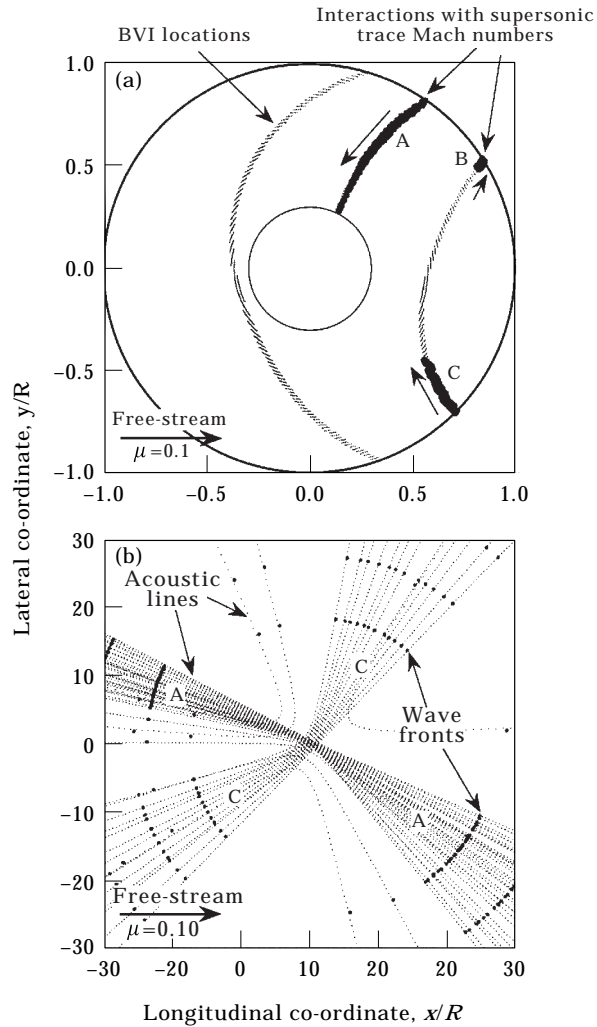 Interactions with supersonic
trace Mach numbers
BVI locations
(a)
1.0
0.5
0.0
−0.5
−1.0
A
B
C
Free-stream
μ=0.1
−1.0 −0.5 0.0 0.5 1.0
Lateral co-ordinate, y/R
(b)
30
20
10
0
−10
−20
−30
Acoustic
lines
C
A
Wave
fronts
C
A
Free-stream
μ=0.10
−30 −20 0 10 20 30
Longitudinal co-ordinate, x/R